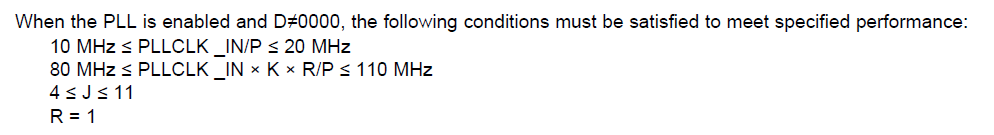 When the PLL is enabled and D≠0000, the following conditions must be satisfied to meet specified performance:
10 MHz ≤ PLLCLK _IN/P ≤ 20 MHz
80 MHz ≤ PLLCLK _IN × K × R/P ≤ 110 MHz
4 ≤ J ≤ 11
R = 1